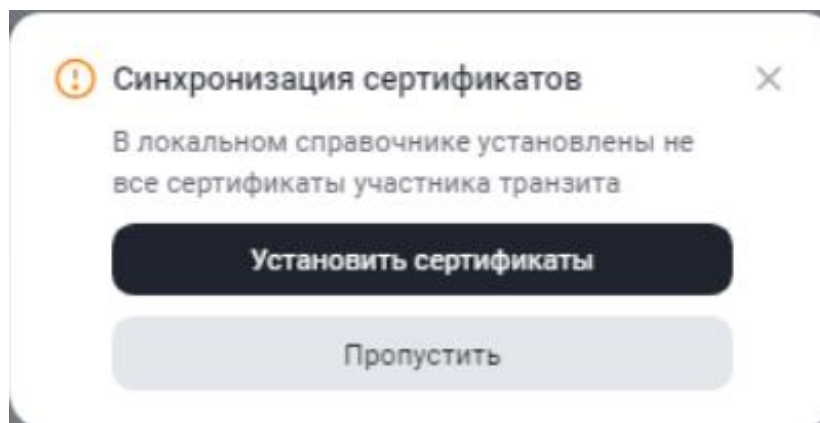 Синхронизация сертификатов
В локальном справочнике установлены не
все сертификаты участника транзита
Установить сертификаты
Пропустить